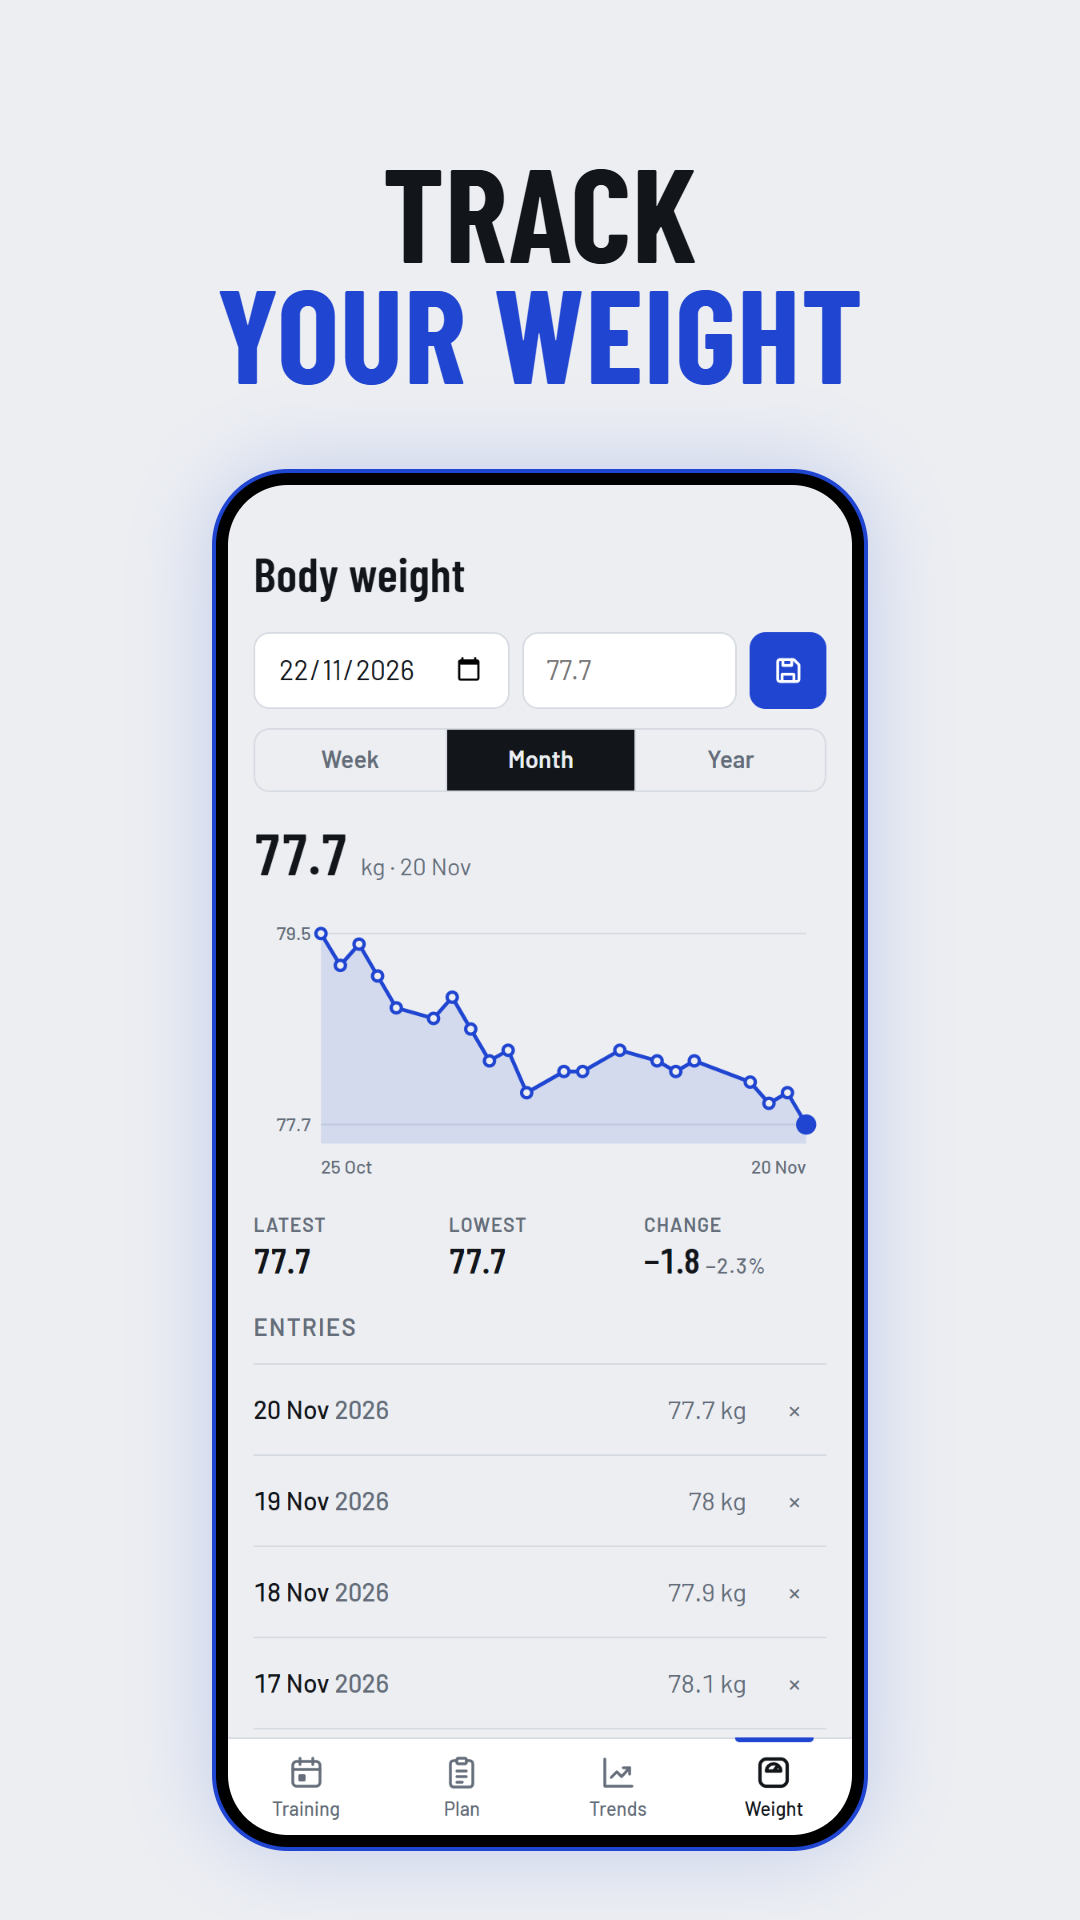 TRACK
YOUR WEIGHT
Body weight
22/11/2026
77.7
Week Month Year
77.7 kg · 20 Nov
79.5
77.7
25 Oct 20 Nov
LATEST LOWEST CHANGE
77.7 77.7 −1.8 −2.3%
ENTRIES
20 Nov 2026 77.7 kg ×
19 Nov 2026 78 kg ×
18 Nov 2026 77.9 kg ×
17 Nov 2026 78.1 kg ×
Training Plan Trends Weight